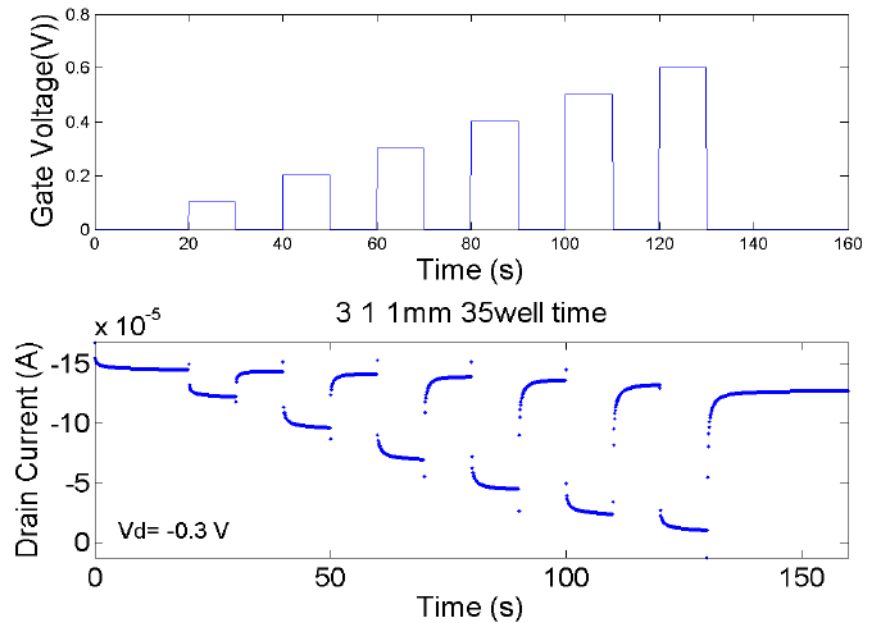 0.8
0.6
0.4
0.2
0
Gate Voltage(V)
0 20 40 60 80 100 120 140 160
Time (s)
3 1 1mm 35well time
x 10^-5
-15
-10
-5
0
Drain Current (A)
Vd= -0.3 V
0 50 100 150
Time (s)